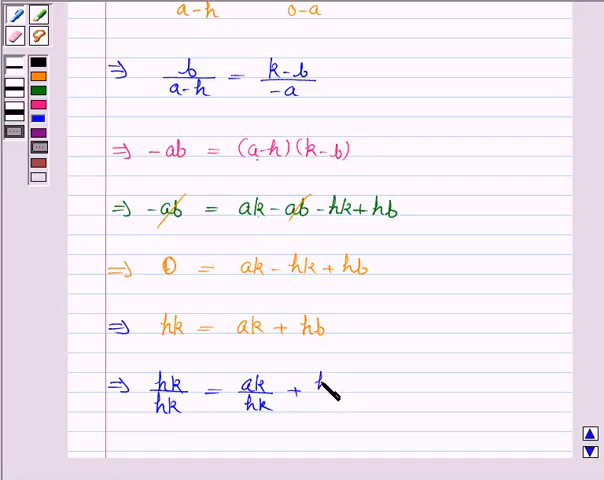 a-h 0-a
⇒ b/(a-h) = (k-b)/-a
⇒ -ab = (a-h)(k-b)
⇒ -ab = ak - ab - hk + hb
⇒ 0 = ak - hk + hb
⇒ hk = ak + hb
⇒ hk/hk = ak/hk + h